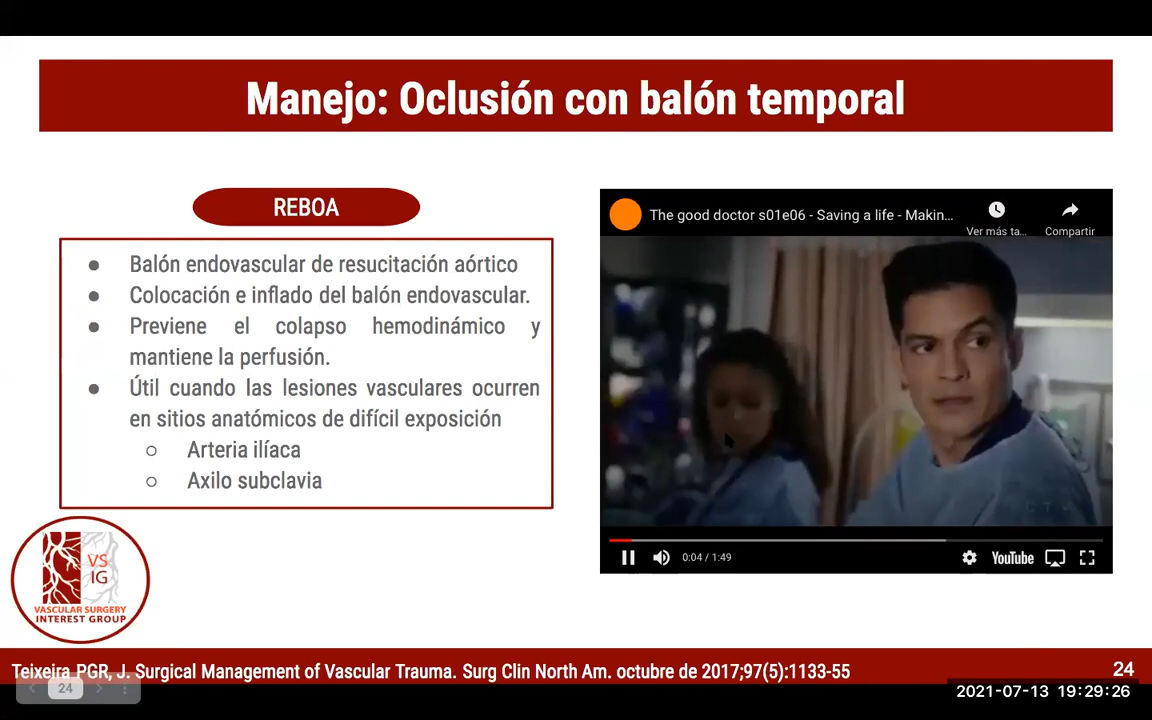 Manejo: Oclusión con balón temporal
REBOA
● Balón endovascular de resucitación aórtico
● Colocación e inflado del balón endovascular.
● Previene el colapso hemodinámico y
mantiene la perfusión.
● Útil cuando las lesiones vasculares ocurren
en sitios anatómicos de difícil exposición
○ Arteria ilíaca
○ Axilo subclavia
The good doctor s01e06 - Saving a life - Makin...
Ver más ta...
Compartir
CTV
0:04 / 1:49
YouTube
VS
IG
VASCULAR SURGERY
INTEREST GROUP
Teixeira PGR, J. Surgical Management of Vascular Trauma. Surg Clin North Am. octubre de 2017;97(5):1133-55
24
24
2021-07-13 19:29:26